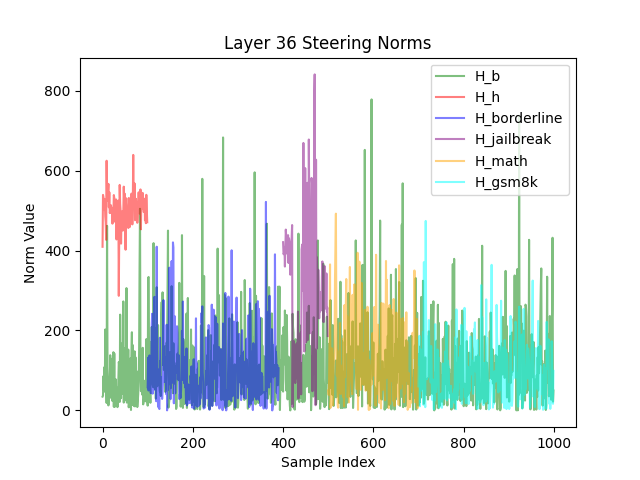 Layer 36 Steering Norms
Norm Value
800
600
400
200
0
H_b
H_h
H_borderline
H_jailbreak
H_math
H_gsm8k
0
200
400
600
800
1000
Sample Index